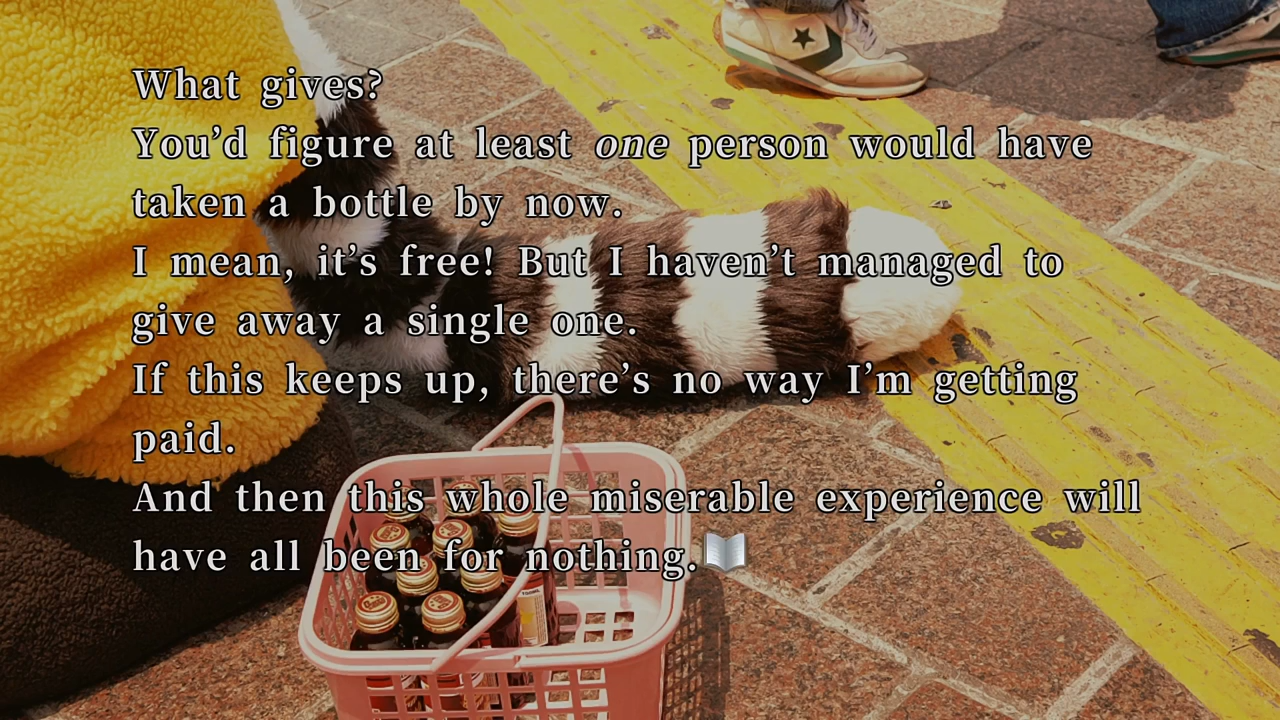 What gives?
You’d figure at least one person would have
taken a bottle by now.
I mean, it’s free! But I haven’t managed to
give away a single one.
If this keeps up, there’s no way I’m getting
paid.
And then this whole miserable experience will
have all been for nothing.